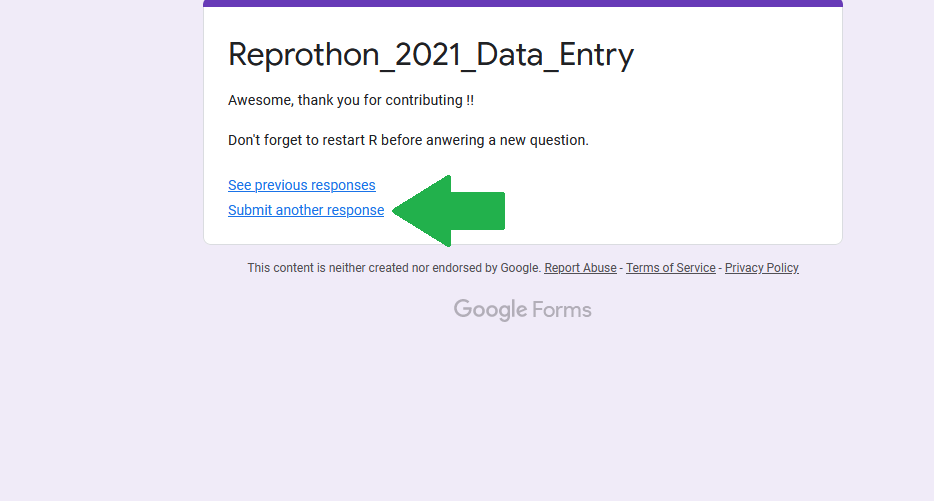 Reprothon_2021_Data_Entry
Awesome, thank you for contributing !!
Don't forget to restart R before anwering a new question.
See previous responses
Submit another response
This content is neither created nor endorsed by Google. Report Abuse - Terms of Service - Privacy Policy
Google Forms